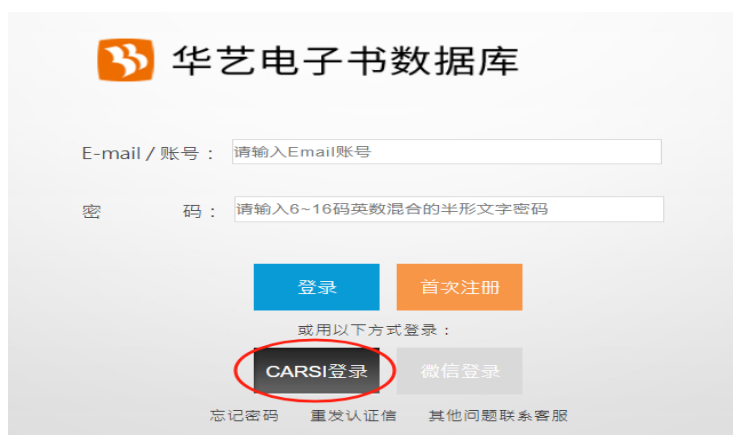 华艺电子书数据库
E-mail / 账号： 请输入Email账号
密 码： 请输入6~16码英数混合的半形文字密码
登录 首次注册
或用以下方式登录：
CARSI登录 微信登录
忘记密码 重发认证信 其他问题联系客服